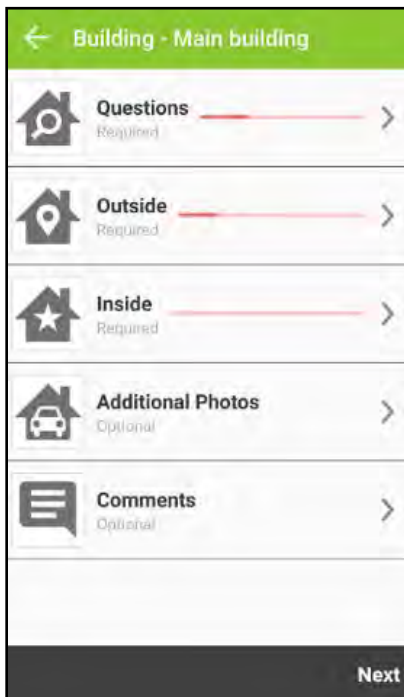 Building - Main building
Questions
Required
Outside
Required
Inside
Required
Additional Photos
Optional
Comments
Optional
Next